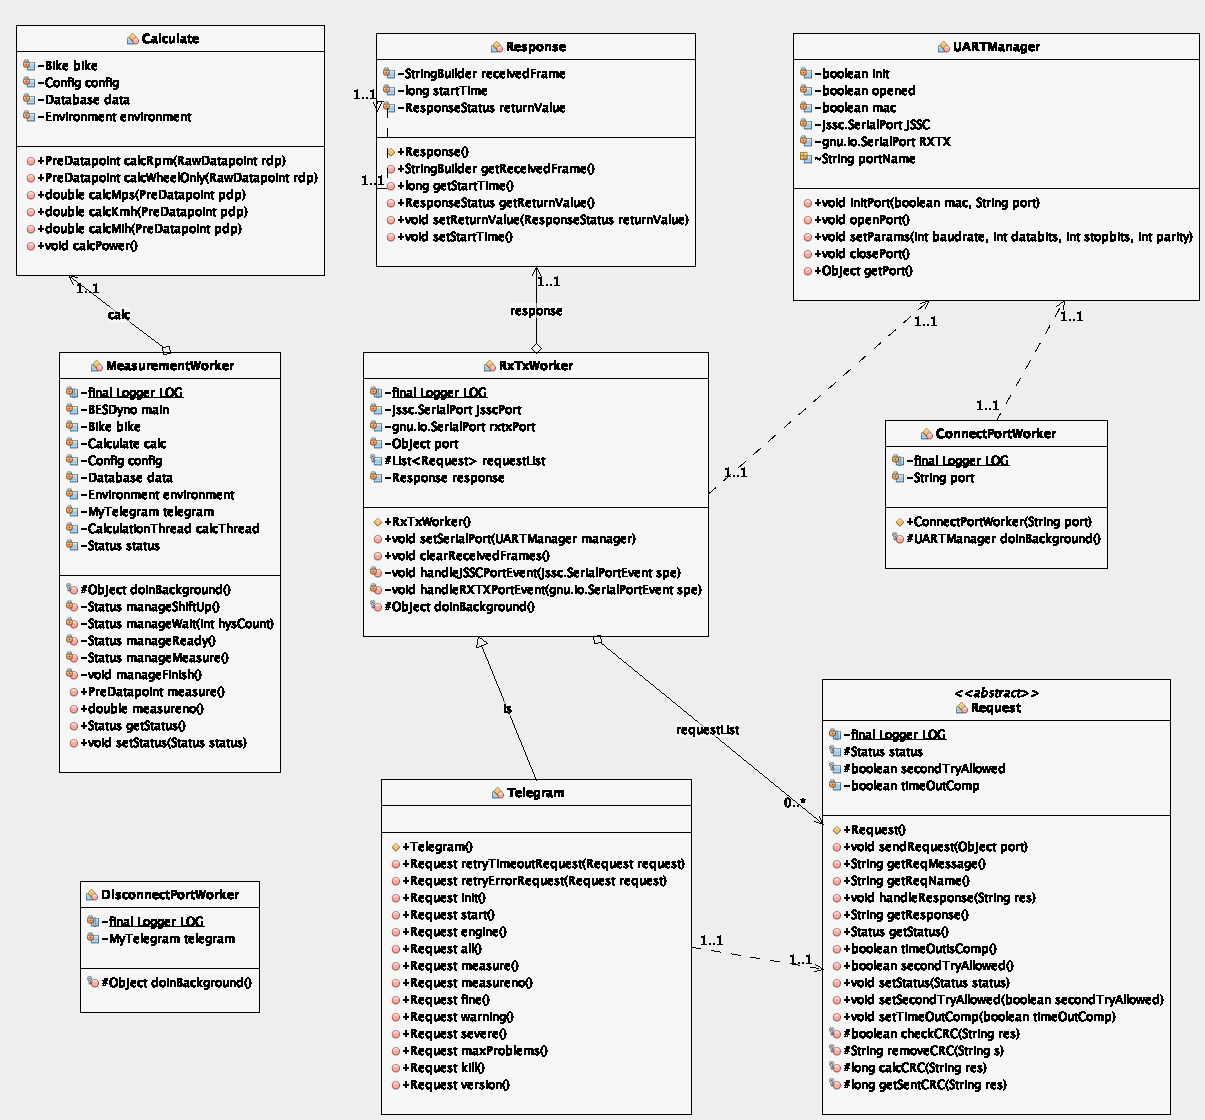 Calculate
-Bike bike
-Config config
-Database data
-Environment environment
+PreDatapoint calcRpm(RawDatapoint rdp)
+PreDatapoint calcWheelOnly(RawDatapoint rdp)
+double calcMps(PreDatapoint pdp)
+double calcKmh(PreDatapoint pdp)
+double calcMih(PreDatapoint pdp)
+void calcPower()
1..1
calc
Response
-StringBuilder receivedFrame
-long startTime
-ResponseStatus returnValue
1..1
+Response()
+StringBuilder getReceivedFrame()
+long getStartTime()
+ResponseStatus getReturnValue()
+void setReturnValue(ResponseStatus returnValue)
+void setStartTime()
1..1
1..1
response
UARTManager
-boolean init
-boolean opened
-boolean mac
-jssc.SerialPort JSSC
-gnu.io.SerialPort RXTX
~String portName
+void initPort(boolean mac, String port)
+void openPort()
+void setParams(int baudrate, int databits, int stopbits, int parity)
+void closePort()
+Object getPort()
1..1
1..1
MeasurementWorker
-final Logger LOG
-BESDyno main
-Bike bike
-Calculate calc
-Config config
-Database data
-Environment environment
-MyTelegram telegram
-CalculationThread calcThread
-Status status
#Object doInBackground()
-Status manageShiftUp()
-Status manageWait(int hysCount)
-Status manageReady()
-Status manageMeasure()
-void manageFinish()
+PreDatapoint measure()
+double measureno()
+Status getStatus()
+void setStatus(Status status)
RxTxWorker
-final Logger LOG
-jssc.SerialPort jsscPort
-gnu.io.SerialPort rxtxPort
-Object port
#List<Request> requestList
-Response response
+RxTxWorker()
+void setSerialPort(UARTManager manager)
+void clearReceivedFrames()
-void handleJSSCPortEvent(jssc.SerialPortEvent spe)
-void handleRXTXPortEvent(gnu.io.SerialPortEvent spe)
#Object doInBackground()
1..1
1..1
ConnectPortWorker
-final Logger LOG
-String port
+ConnectPortWorker(String port)
#UARTManager doInBackground()
is
requestList
0..*
<<abstract>>
Request
-final Logger LOG
#Status status
#boolean secondTryAllowed
-boolean timeOutComp
+Request()
+void sendRequest(Object port)
+String getReqMessage()
+String getReqName()
+void handleResponse(String res)
+String getResponse()
+Status getStatus()
+boolean timeOutIsComp()
+boolean secondTryAllowed()
+void setStatus(Status status)
+void setSecondTryAllowed(boolean secondTryAllowed)
+void setTimeOutComp(boolean timeOutComp)
#boolean checkCRC(String res)
#String removeCRC(String s)
#long calcCRC(String res)
#long getSentCRC(String res)
Telegram
+Telegram()
+Request retryTimeoutRequest(Request request)
+Request retryErrorRequest(Request request)
+Request init()
+Request start()
+Request engine()
+Request all()
+Request measure()
+Request measureno()
+Request fine()
+Request warning()
+Request severe()
+Request maxProblems()
+Request kill()
+Request version()
1..1
1..1
DisconnectPortWorker
-final Logger LOG
-MyTelegram telegram
#Object doInBackground()